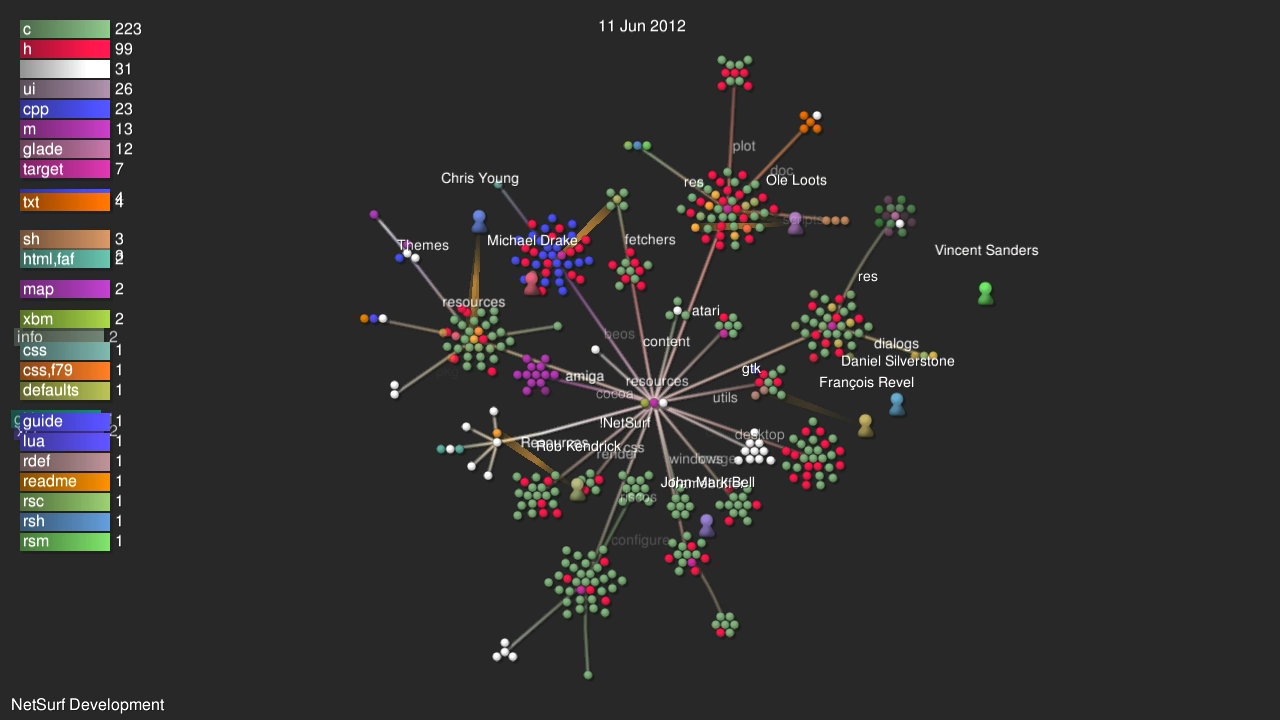 11 Jun 2012
c 223
h 99
31
ui 26
cpp 23
m 13
glade 12
target 7
txt 4
sh 3
html,faf 2
map 2
xbm 2
info 2
css 1
css,f79 1
defaults 1
guide 1
lua 1
rdef 1
readme 1
rsc 1
rsh 1
rsm 1
plot
doc
res
Ole Loots
scripts
Chris Young
Michael Drake
fetchers
Themes
Vincent Sanders
res
resources
atari
beos
content
dialogs
Daniel Silverstone
gtk
François Revel
amiga
resources
cocoa
utils
!NetSurf
desktop
Resources
Rob Kendrick
css
render
windows
image
John-Mark Bell
riscos
configure
NetSurf Development